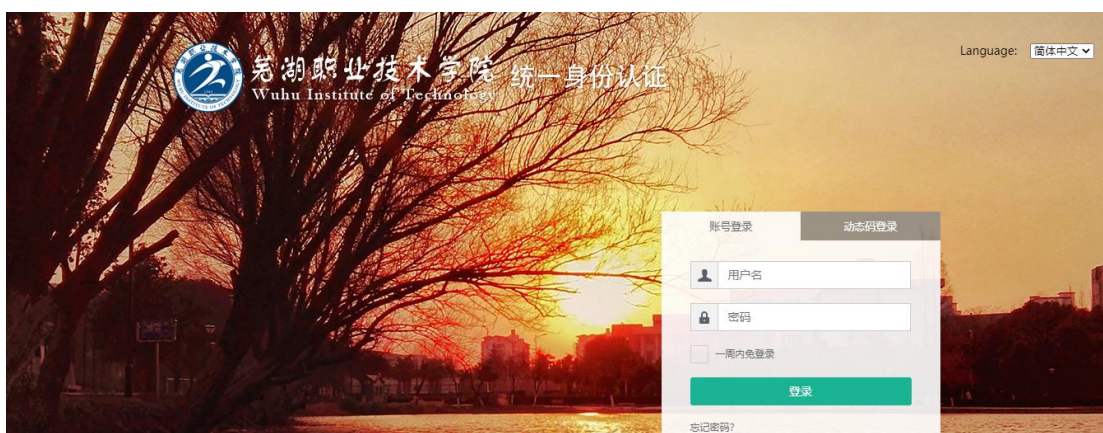 芜湖职业技术学院 统一身份认证
Wuhu Institute of Technology
Language: 简体中文
账号登录 动态码登录
用户名
密码
一周内免登录
登录
忘记密码?